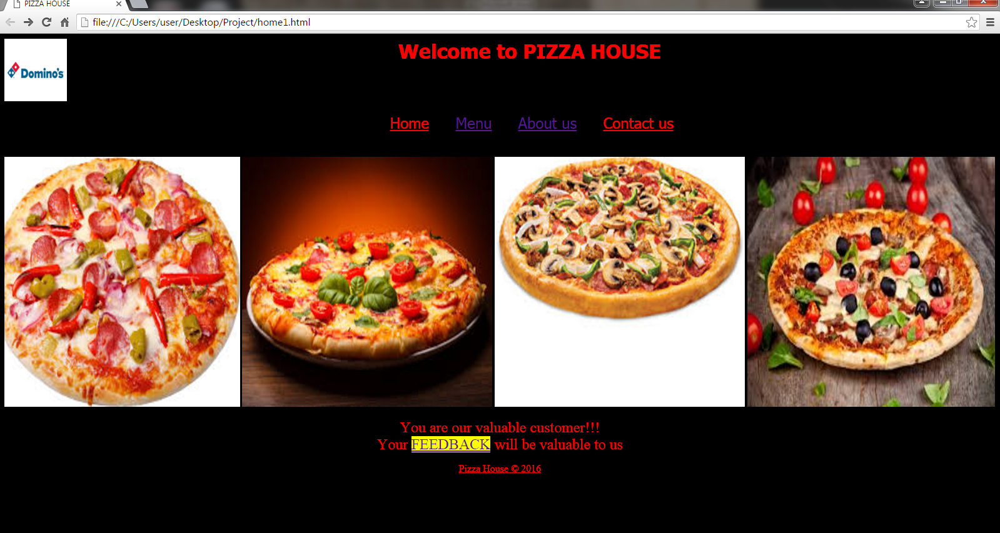 PIZZA HOUSE
file:///C:/Users/user/Desktop/Project/home1.html
Domino's
Welcome to PIZZA HOUSE
Home Menu About us Contact us
You are our valuable customer!!!
Your FEEDBACK will be valuable to us
Pizza House © 2016